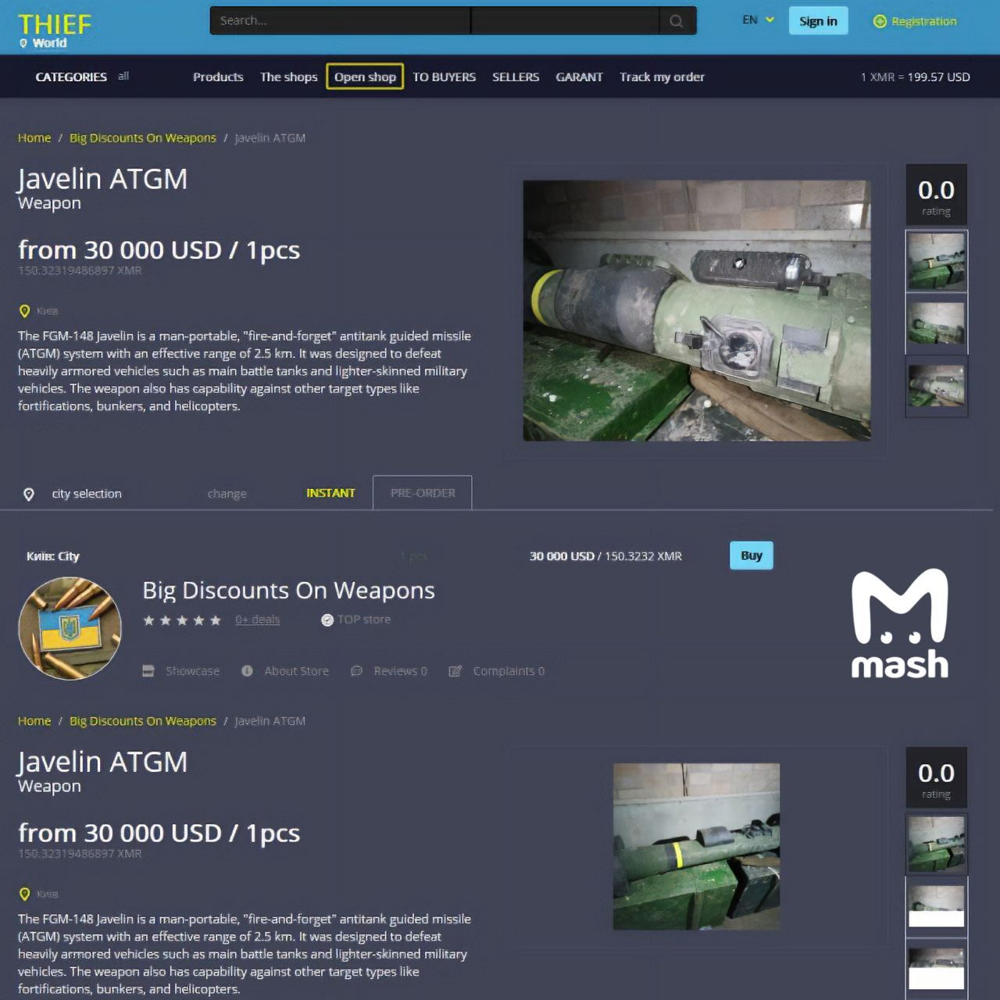 THIEF
World
Search...
EN
Sign in
Registration
CATEGORIES all
Products
The shops
Open shop
TO BUYERS
SELLERS
GARANT
Track my order
1 XMR = 199.57 USD
Home / Big Discounts On Weapons / Javelin ATGM
Javelin ATGM
Weapon
from 30 000 USD / 1pcs
150.32319486897 XMR
Київ
The FGM-148 Javelin is a man-portable, "fire-and-forget" antitank guided missile
(ATGM) system with an effective range of 2.5 km. It was designed to defeat
heavily armored vehicles such as main battle tanks and lighter-skinned military
vehicles. The weapon also has capability against other target types like
fortifications, bunkers, and helicopters.
0.0
rating
city selection
change
INSTANT
PRE-ORDER
Київ: City
1 pcs
30 000 USD / 150.3232 XMR
Buy
Big Discounts On Weapons
0+ deals
TOP store
Showcase
About Store
Reviews 0
Complaints 0
mash
Home / Big Discounts On Weapons / Javelin ATGM
Javelin ATGM
Weapon
from 30 000 USD / 1pcs
150.32319486897 XMR
Київ
The FGM-148 Javelin is a man-portable, "fire-and-forget" antitank guided missile
(ATGM) system with an effective range of 2.5 km. It was designed to defeat
heavily armored vehicles such as main battle tanks and lighter-skinned military
vehicles. The weapon also has capability against other target types like
fortifications, bunkers, and helicopters.
0.0
rating